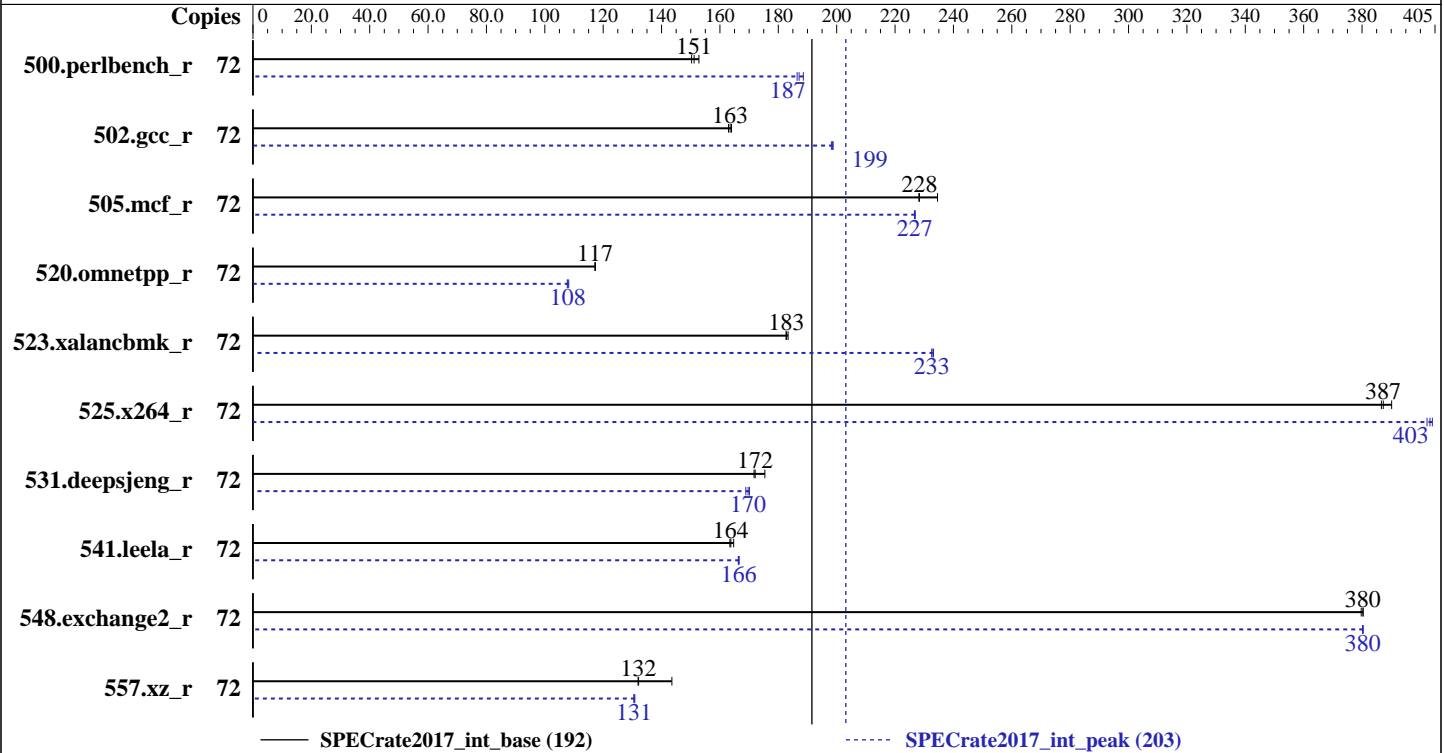 Copies 0 20.0 40.0 60.0 80.0 100 120 140 160 180 200 220 240 260 280 300 320 340 360 380 405
151
500.perlbench_r 72
187
163
502.gcc_r 72
199
228
505.mcf_r 72
227
117
520.omnetpp_r 72
108
183
523.xalancbmk_r 72
233
387
525.x264_r 72
403
172
531.deepsjeng_r 72
170
164
541.leela_r 72
166
380
548.exchange2_r 72
380
132
557.xz_r 72
131
SPECrate2017_int_base (192) SPECrate2017_int_peak (203)